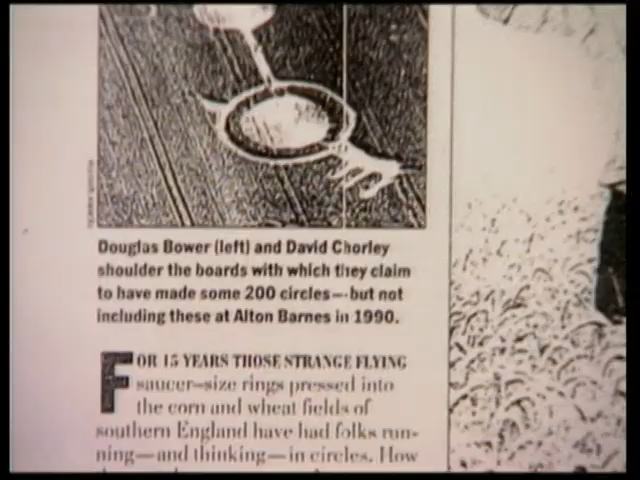 Douglas Bower (left) and David Chorley
shoulder the boards with which they claim
to have made some 200 circles—but not
including these at Alton Barnes in 1990.
FOR 15 YEARS THOSE STRANGE FLYING
saucer–size rings pressed into
the corn and wheat fields of
southern England have had folks run-
ning—and thinking—in circles. How